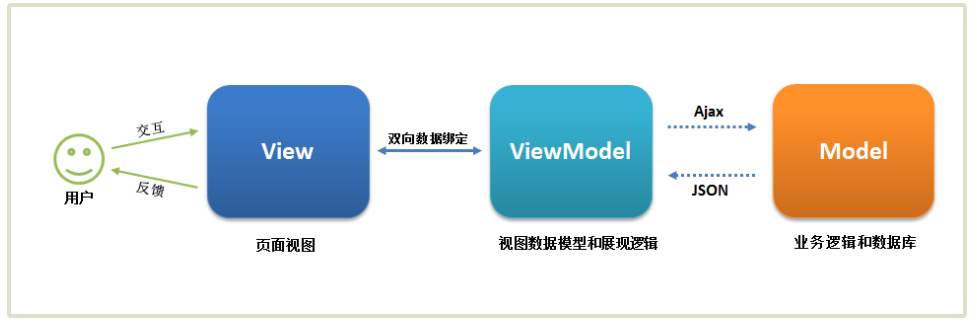 交互
反馈
用户
View
页面视图
双向数据绑定
ViewModel
视图数据模型和展现逻辑
Ajax
JSON
Model
业务逻辑和数据库